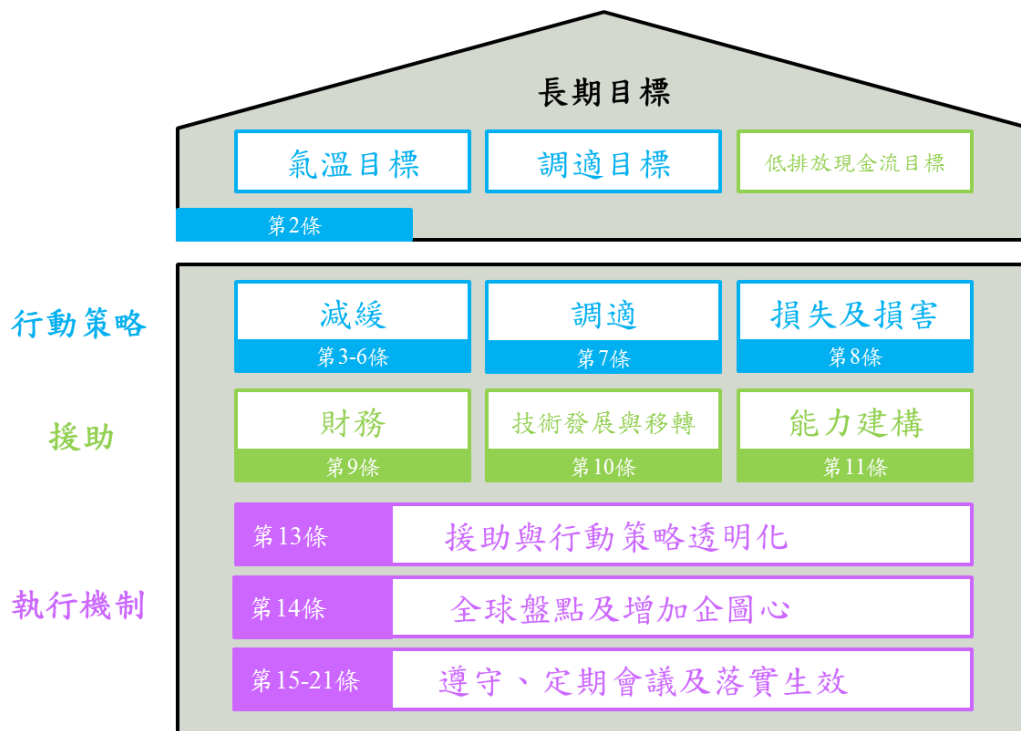 長期目標
氣溫目標
調適目標
低排放現金流目標
第2條
行動策略
減緩
第3-6條
調適
第7條
損失及損害
第8條
援助
財務
第9條
技術發展與移轉
第10條
能力建構
第11條
執行機制
第13條
援助與行動策略透明化
第14條
全球盤點及增加企圖心
第15-21條
遵守、定期會議及落實生效